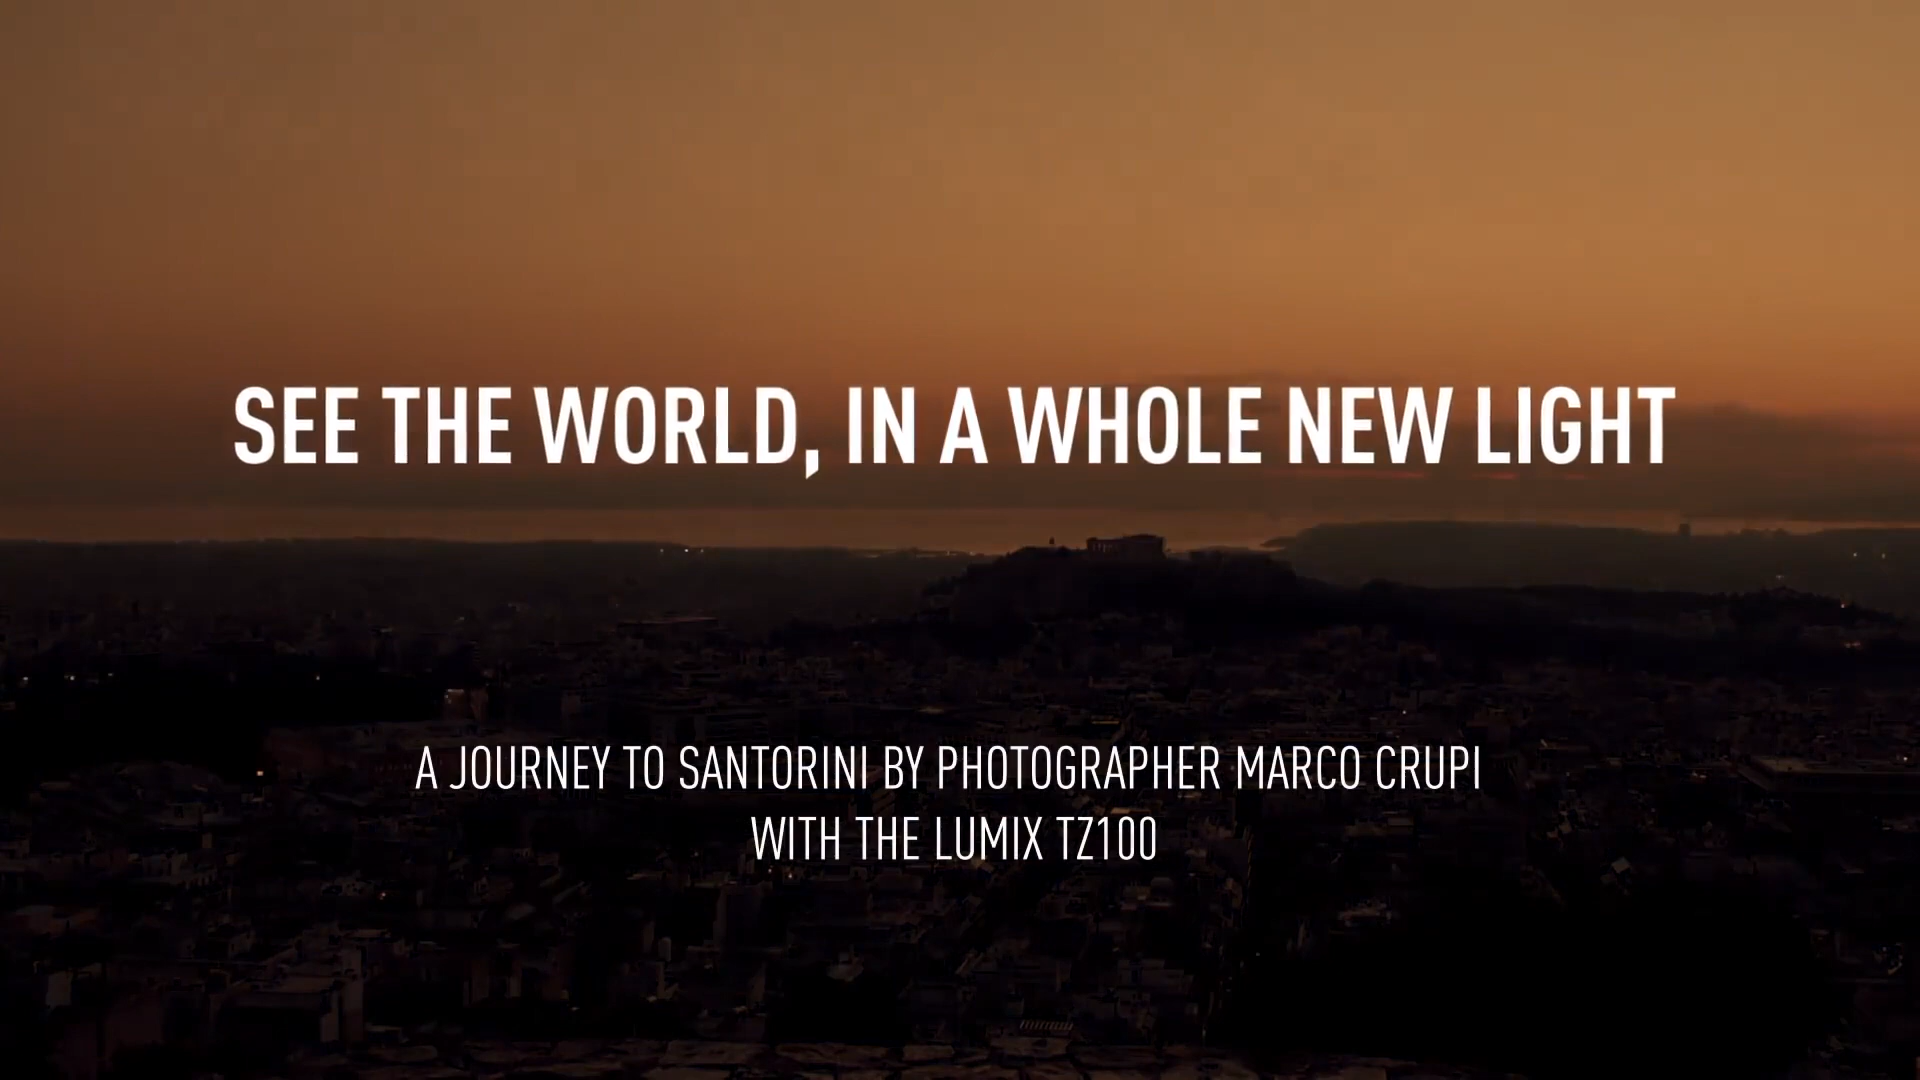 SEE THE WORLD, IN A WHOLE NEW LIGHT
A JOURNEY TO SANTORINI BY PHOTOGRAPHER MARCO CRUPI
WITH THE LUMIX TZ100